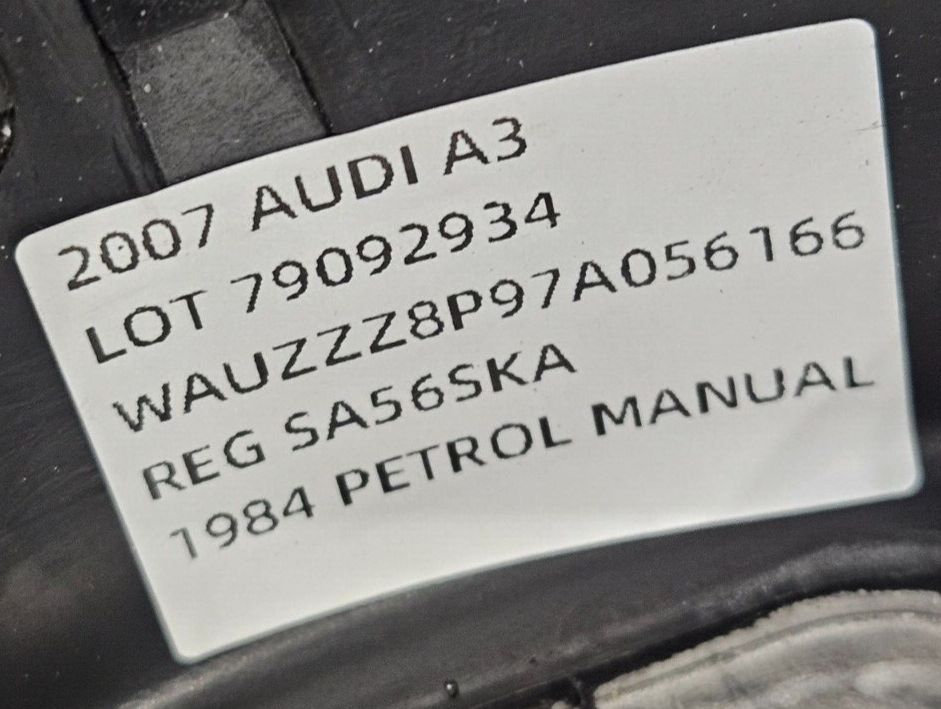 2007 AUDI A3
LOT 79092934
WAUZZZ8P97A056166
REG SA56SKA
1984 PETROL MANUAL